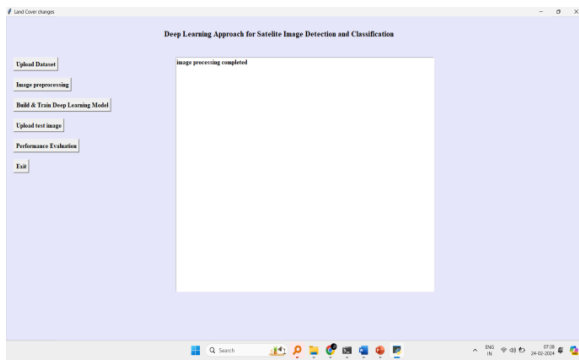 Land Cover changes
Deep Learning Approach for Satelite Image Detection and Classification
Upload Dataset
image processing completed
Image preprocessing
Build & Train Deep Learning Model
Upload test image
Performance Evaluation
Exit
Search
ENG
IN
07:08
24-02-2024